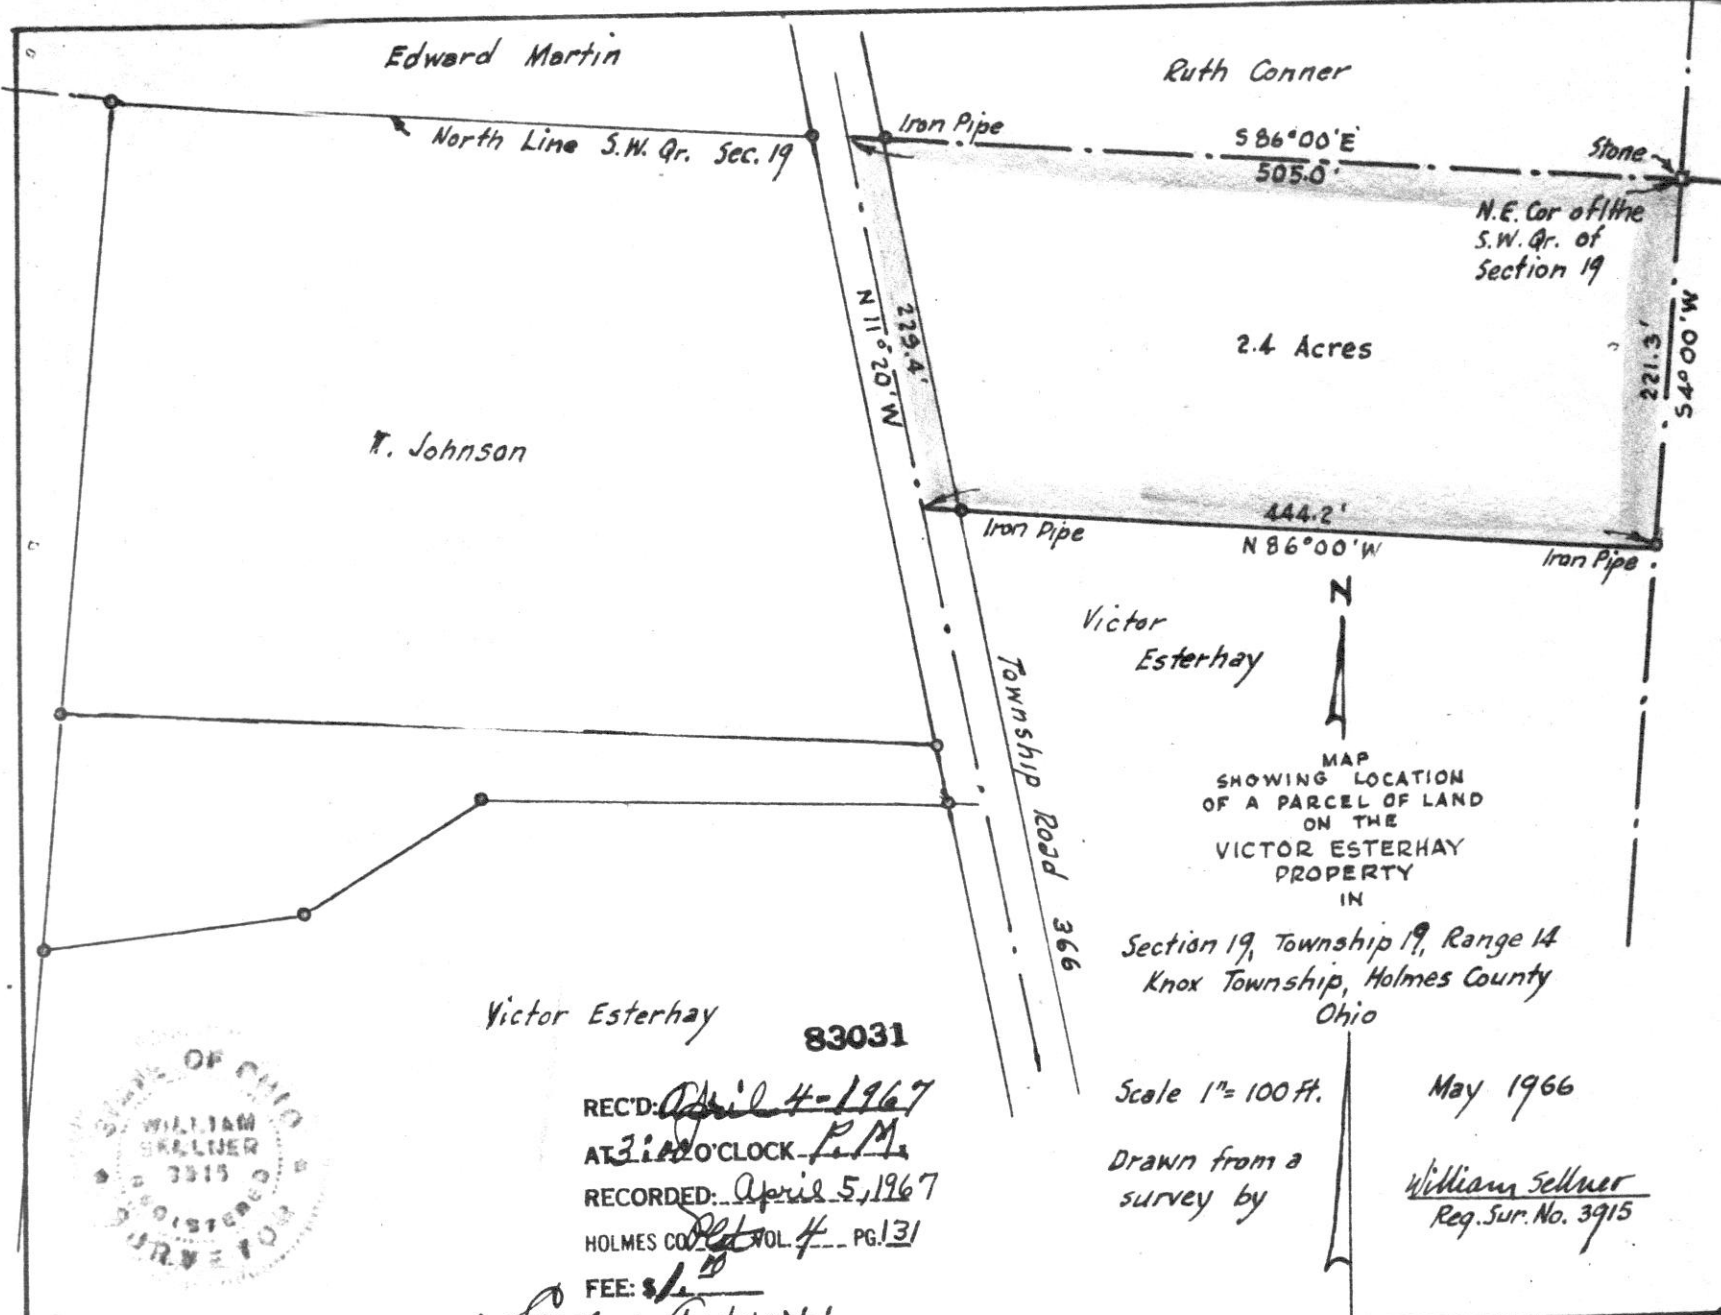 Edward Martin
Ruth Conner
North Line S.W. Qr. Sec. 19
Iron Pipe
S 86°00'E
505.0'
Stone
N.E. Cor of the
S.W. Qr. of
Section 19
N 11°20'W
229.4'
2.4 Acres
221.3'
S4°00'W
T. Johnson
Iron Pipe
444.2'
N 86°00'W
Iron Pipe
N
Victor
Esterhay
Township Road 366
MAP
SHOWING LOCATION
OF A PARCEL OF LAND
ON THE
VICTOR ESTERHAY
PROPERTY
IN
Section 19, Township 19, Range 14
Knox Township, Holmes County
Ohio
Scale 1"= 100 ft.
May 1966
Drawn from a
survey by
William Sellner
Reg. Sur. No. 3915
Victor Esterhay
83031
REC'D: April 4-1967
AT O'CLOCK P.M.
RECORDED: April 5, 1967
HOLMES CO. Plat VOL. 4 PG. 131
FEE: $1.00
STATE OF OHIO
WILLIAM
SELLNER
3915
REGISTERED
SURVEYOR